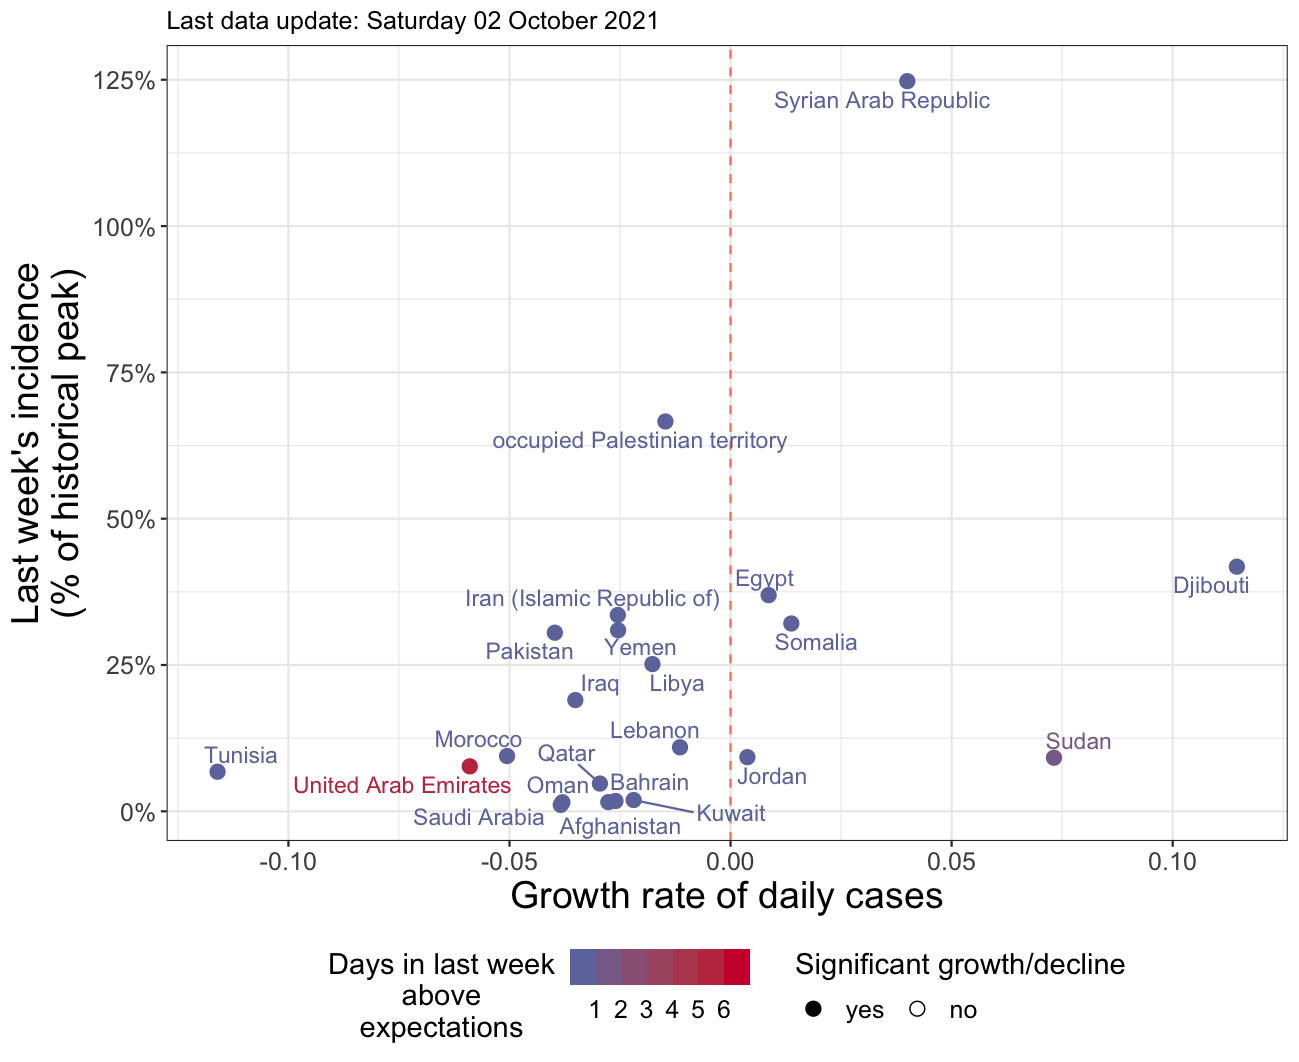 Last data update: Saturday 02 October 2021
Last week's incidence
(% of historical peak)
125%
100%
75%
50%
25%
0%
Syrian Arab Republic
occupied Palestinian territory
Djibouti
Egypt
Iran (Islamic Republic of)
Somalia
Pakistan
Yemen
Iraq
Libya
Lebanon
Morocco
Sudan
Tunisia
Qatar
Jordan
United Arab Emirates
Oman
Bahrain
Saudi Arabia
Kuwait
Afghanistan
-0.10
-0.05
0.00
0.05
0.10
Growth rate of daily cases
Days in last week
above
expectations
1 2 3 4 5 6
Significant growth/decline
yes
no